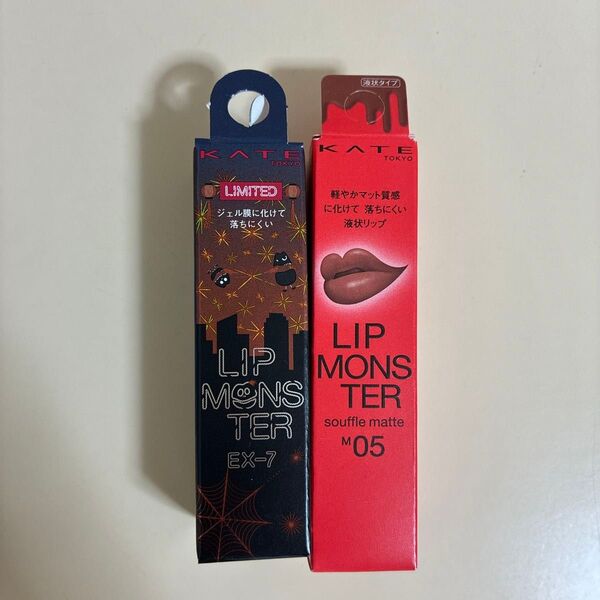 KATE
TOKYO
LIMITED
ジェル膜に化けて
落ちにくい
LIP
MONS
TER
EX-7
液状タイプ
KATE
TOKYO
軽やかマット質感
に化けて 落ちにくい
液状リップ
LIP
MONS
TER
souffle matte
M05